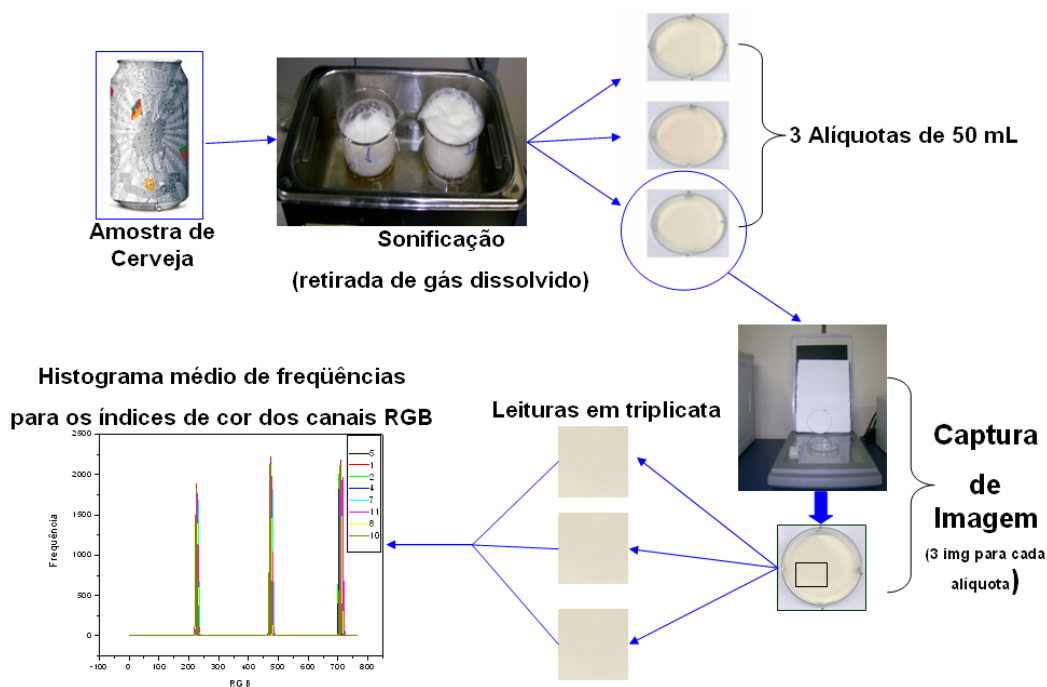 Amostra de
Cerveja
Sonificação
(retirada de gás dissolvido)
3 Alíquotas de 50 mL
Captura
de
Imagem
(3 img para cada
alíquota)
Leituras em triplicata
Histograma médio de freqüências
para os índices de cor dos canais RGB
2500
2000
1500
1000
500
0
Frequência
5
1
2
4
7
11
8
10
-100 0 100 200 300 400 500 600 700 800
RGB